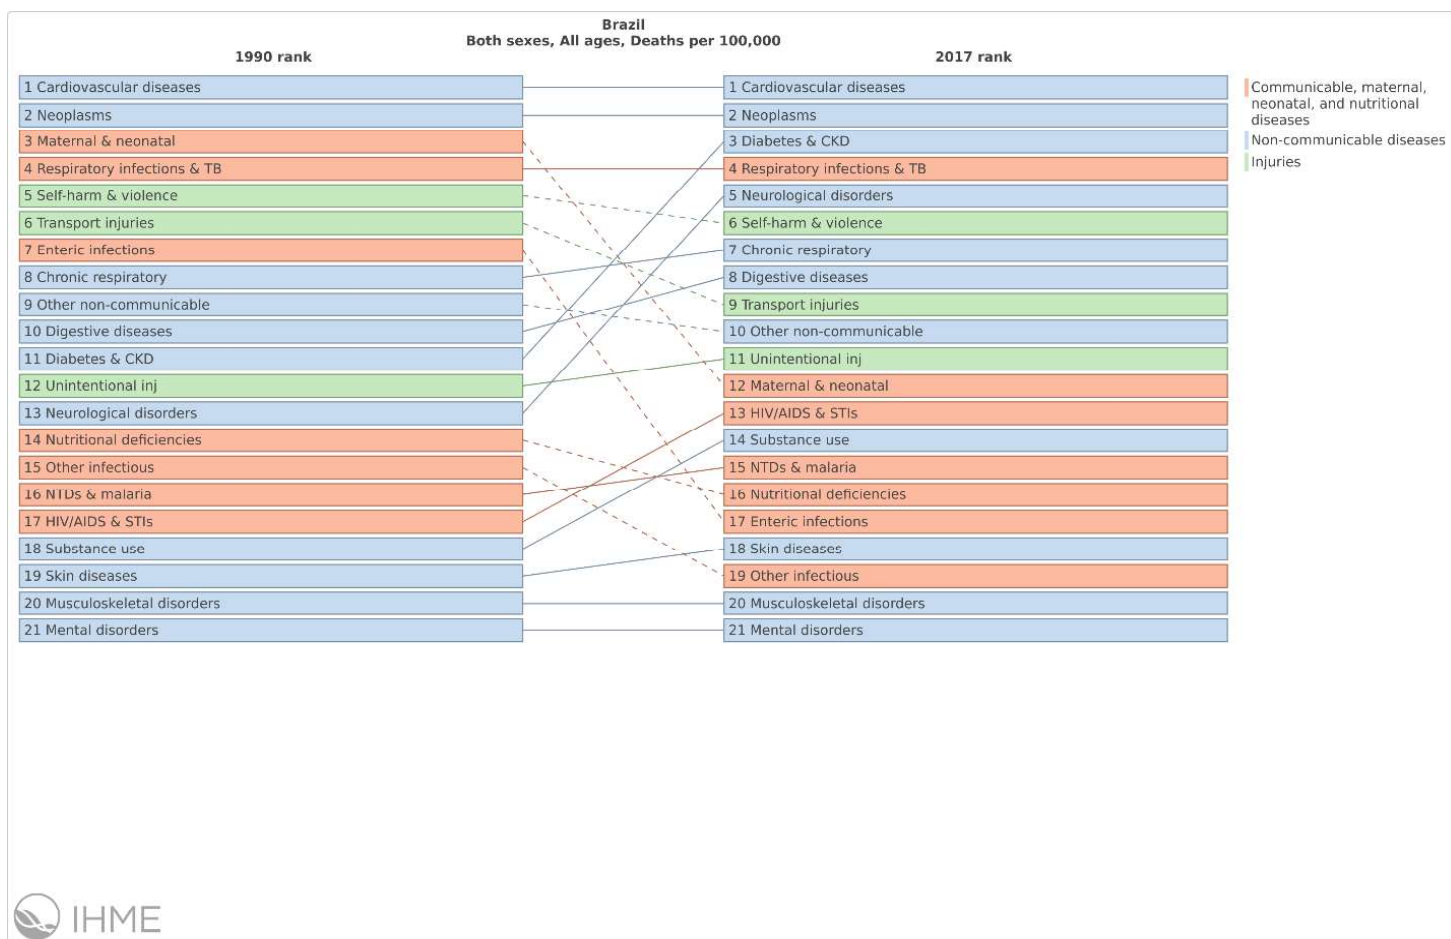 Brazil
Both sexes, All ages, Deaths per 100,000
1990 rank
2017 rank
1 Cardiovascular diseases
2 Neoplasms
3 Maternal & neonatal
4 Respiratory infections & TB
5 Self-harm & violence
6 Transport injuries
7 Enteric infections
8 Chronic respiratory
9 Other non-communicable
10 Digestive diseases
11 Diabetes & CKD
12 Unintentional inj
13 Neurological disorders
14 Nutritional deficiencies
15 Other infectious
16 NTDs & malaria
17 HIV/AIDS & STIs
18 Substance use
19 Skin diseases
20 Musculoskeletal disorders
21 Mental disorders
1 Cardiovascular diseases
2 Neoplasms
3 Diabetes & CKD
4 Respiratory infections & TB
5 Neurological disorders
6 Self-harm & violence
7 Chronic respiratory
8 Digestive diseases
9 Transport injuries
10 Other non-communicable
11 Unintentional inj
12 Maternal & neonatal
13 HIV/AIDS & STIs
14 Substance use
15 NTDs & malaria
16 Nutritional deficiencies
17 Enteric infections
18 Skin diseases
19 Other infectious
20 Musculoskeletal disorders
21 Mental disorders
Communicable, maternal,
neonatal, and nutritional
diseases
Non-communicable diseases
Injuries
IHME